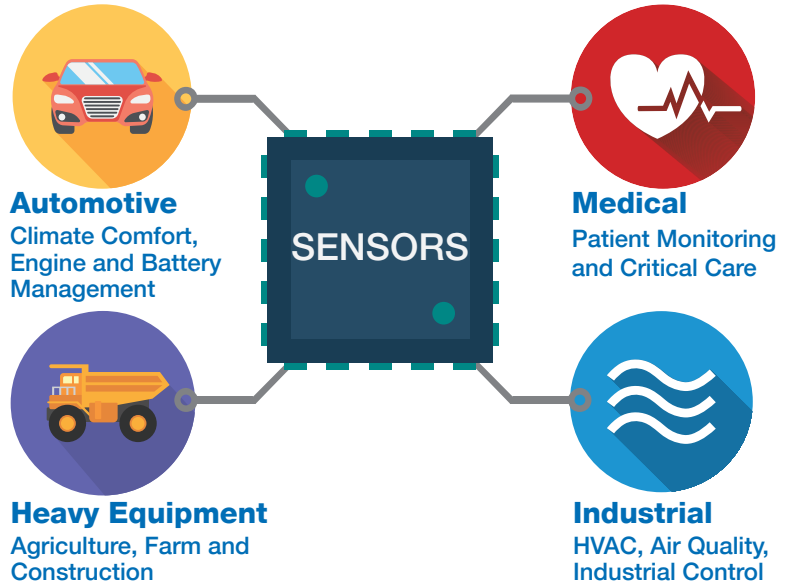 SENSORS
Automotive
Climate Comfort,
Engine and Battery
Management
Medical
Patient Monitoring
and Critical Care
Heavy Equipment
Agriculture, Farm and
Construction
Industrial
HVAC, Air Quality,
Industrial Control